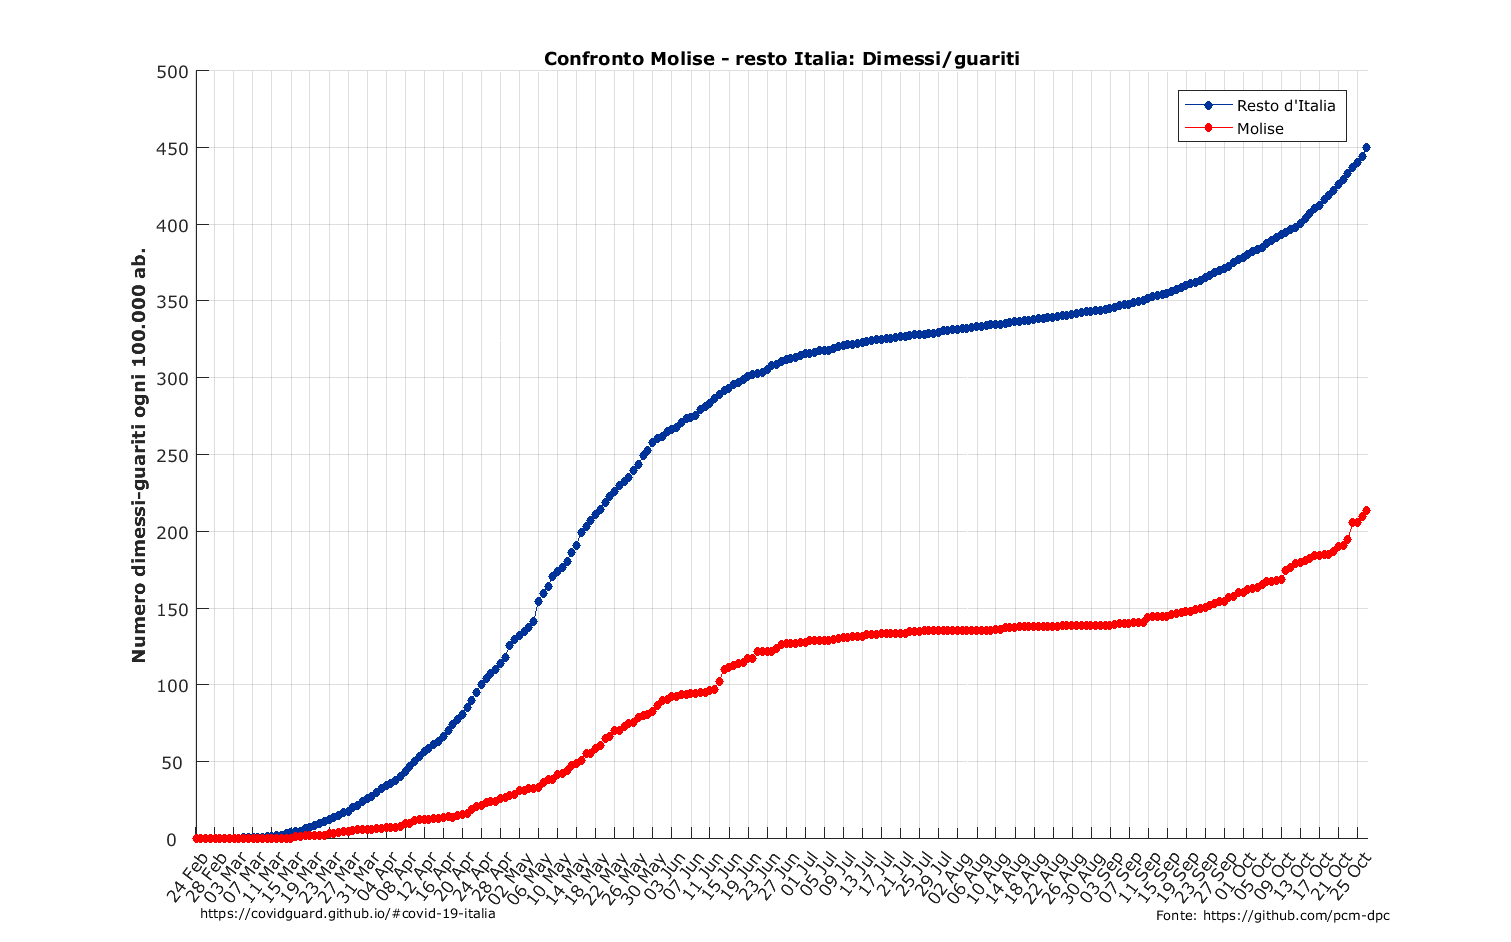 Confronto Molise - resto Italia: Dimessi/guariti
Resto d'Italia
Molise
Numero dimessi-guariti ogni 100.000 ab.
500
450
400
350
300
250
200
150
100
50
0
24 Feb
28 Feb
03 Mar
07 Mar
11 Mar
15 Mar
19 Mar
23 Mar
27 Mar
31 Mar
04 Apr
08 Apr
12 Apr
16 Apr
20 Apr
24 Apr
28 Apr
02 May
06 May
10 May
14 May
18 May
22 May
26 May
30 May
03 Jun
07 Jun
11 Jun
15 Jun
19 Jun
23 Jun
27 Jun
01 Jul
05 Jul
09 Jul
13 Jul
17 Jul
21 Jul
25 Jul
29 Jul
02 Aug
06 Aug
10 Aug
14 Aug
18 Aug
22 Aug
26 Aug
30 Aug
03 Sep
07 Sep
11 Sep
15 Sep
19 Sep
23 Sep
27 Sep
01 Oct
05 Oct
09 Oct
13 Oct
17 Oct
21 Oct
25 Oct
https://covidguard.github.io/#covid-19-italia
Fonte: https://github.com/pcm-dpc